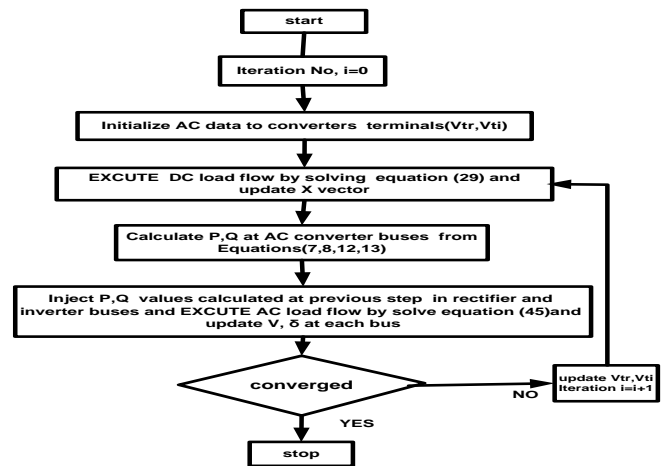 start
Iteration No, i=0
Initialize AC data to converters terminals(Vtr,Vti)
EXCUTE DC load flow by solving equation (29) and
update X vector
Calculate P,Q at AC converter buses from
Equations(7,8,12,13)
Inject P,Q values calculated at previous step in rectifier and
inverter buses and EXCUTE AC load flow by solve equation (45)and
update V, δ at each bus
converged
NO
update Vtr,Vti
Iteration i=i+1
YES
stop